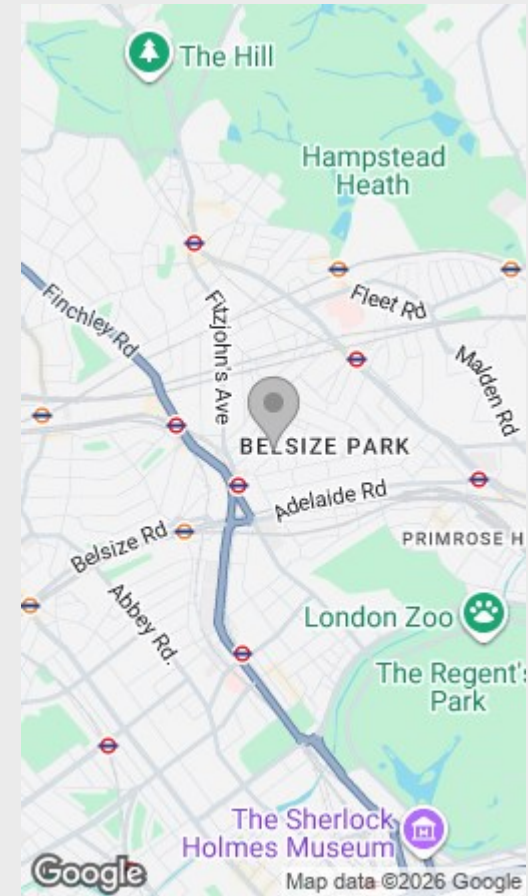 The Hill
Hampstead
Heath
Finchley Rd
Fitzjohn's Ave
Fleet Rd
Malden Rd
BELSIZE PARK
Adelaide Rd
Belsize Rd
PRIMROSE H
Abbey Rd.
London Zoo
The Regent's
Park
The Sherlock
Holmes Museum
Google
Map data ©2026 Google